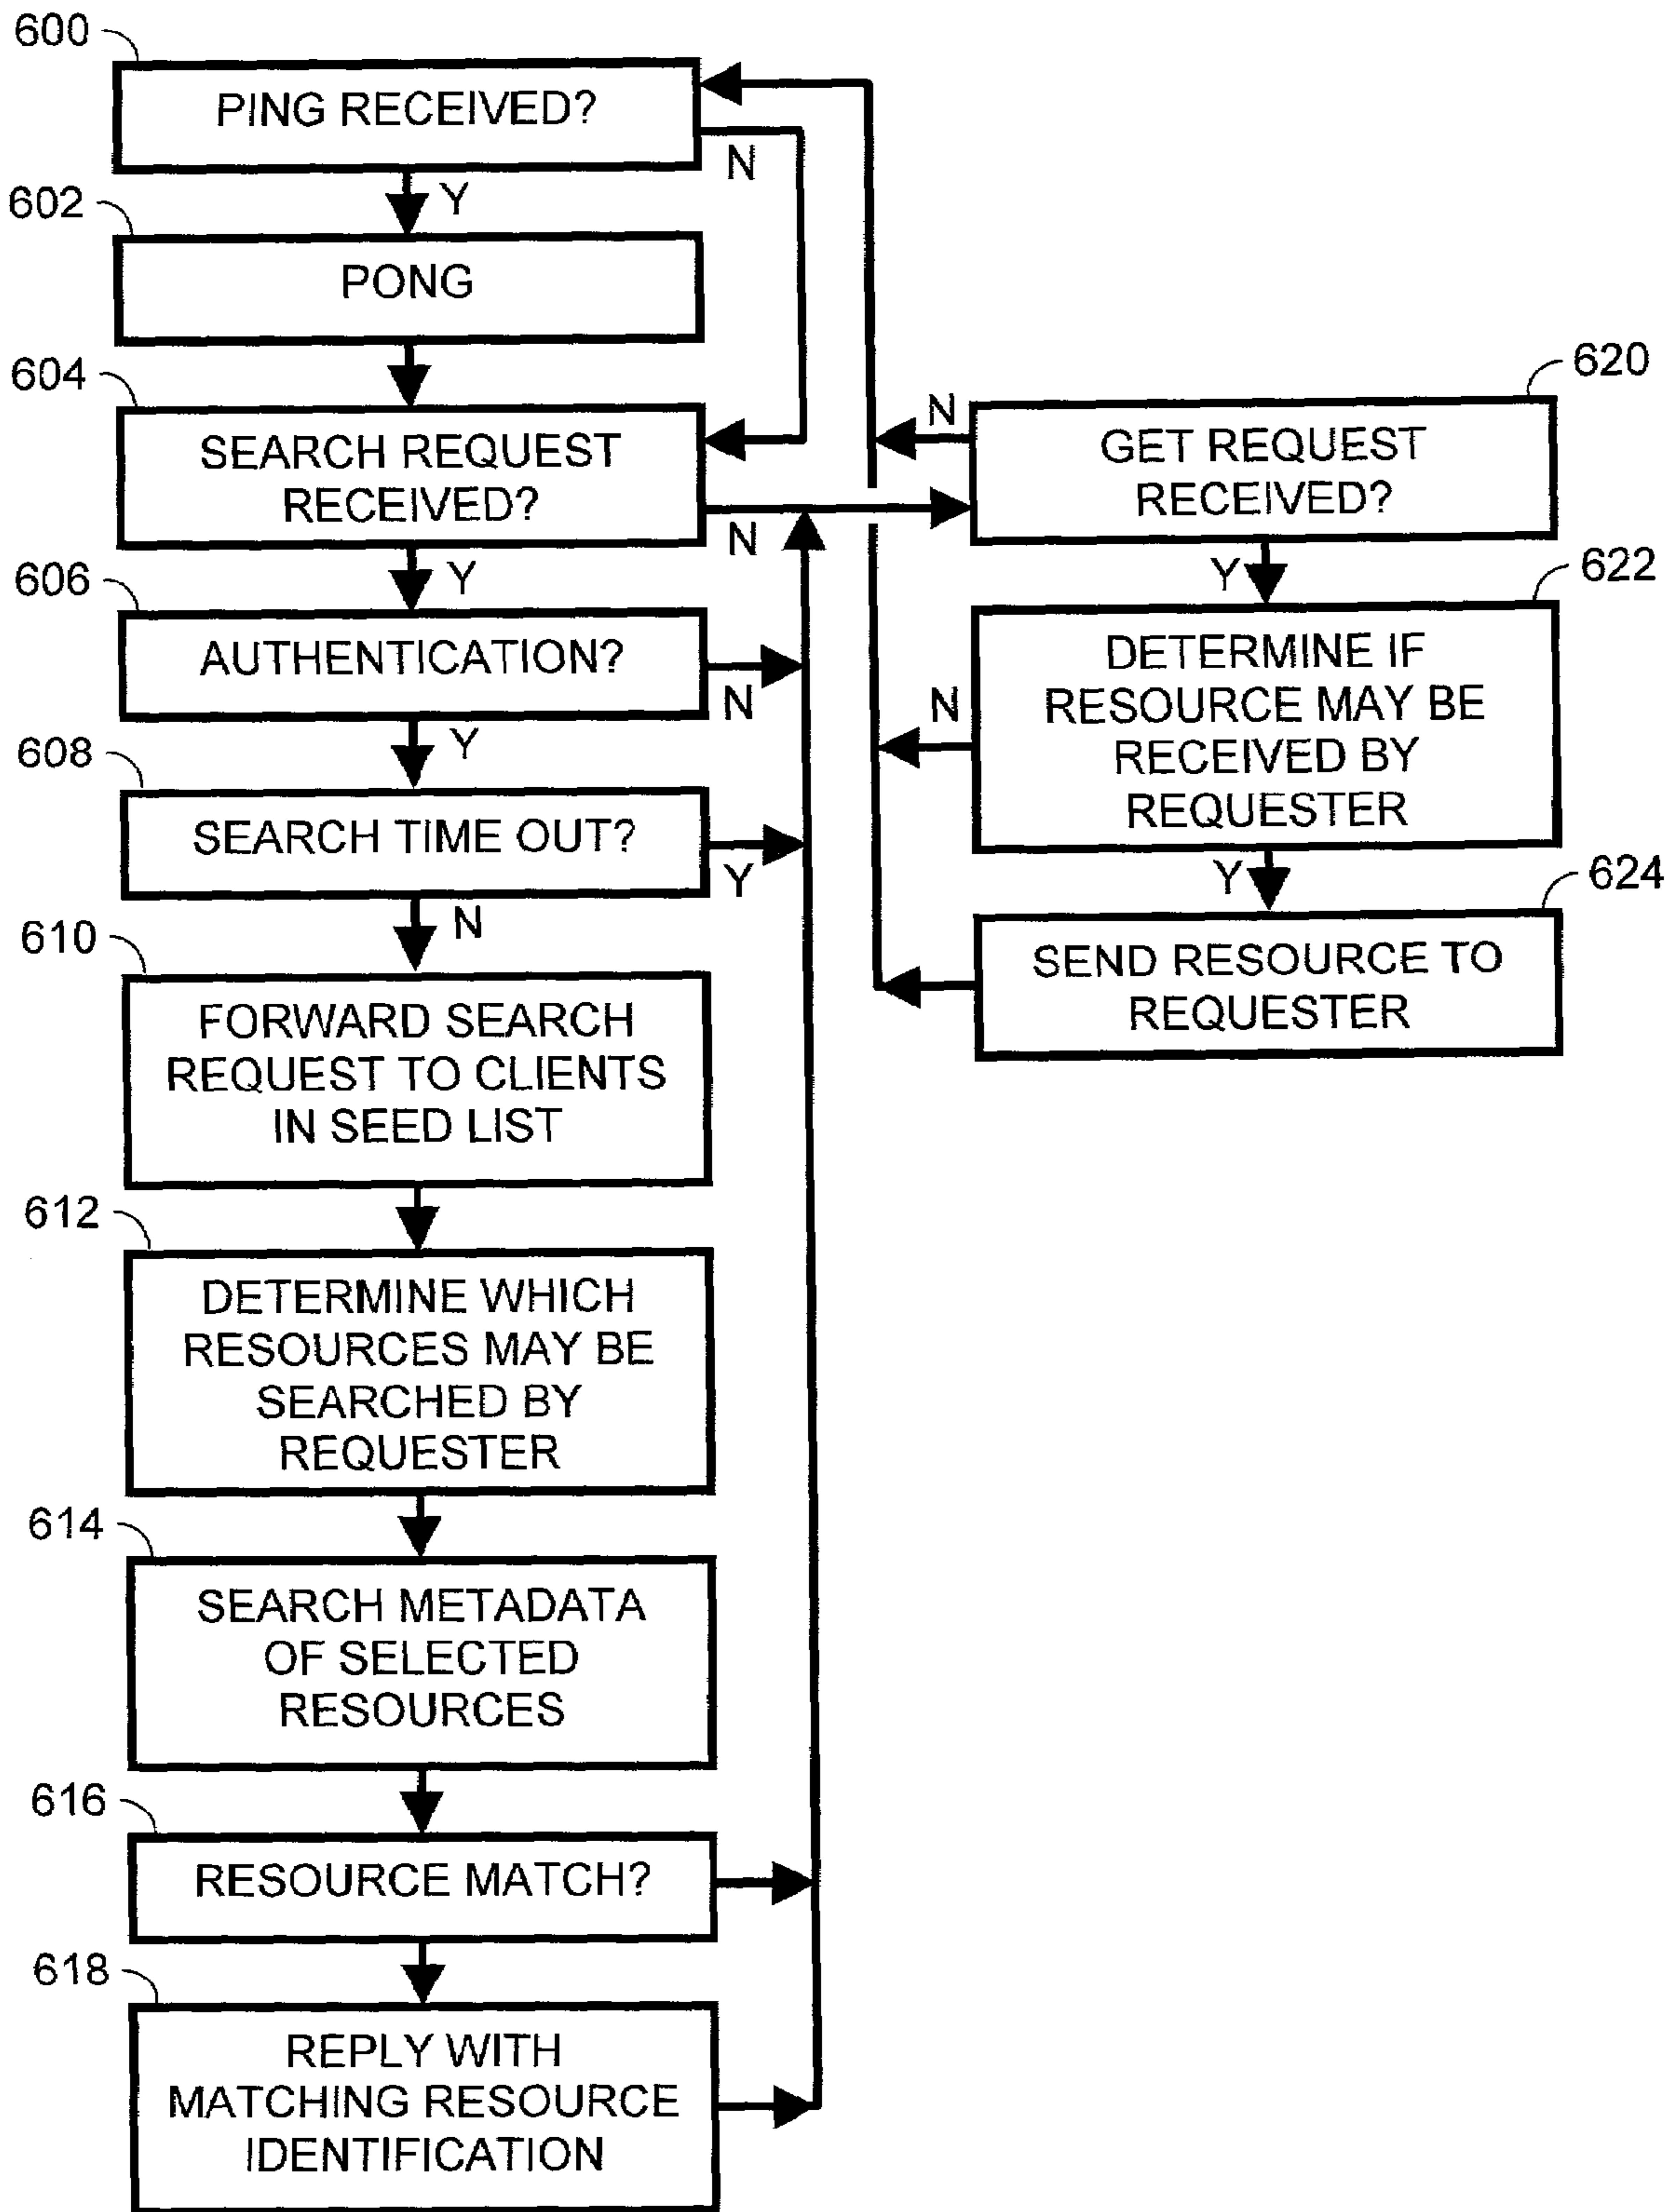 600
PING RECEIVED?
N
Y
602
PONG
604
SEARCH REQUEST
RECEIVED?
N
Y
606
AUTHENTICATION?
N
Y
608
SEARCH TIME OUT?
Y
N
610
FORWARD SEARCH
REQUEST TO CLIENTS
IN SEED LIST
612
DETERMINE WHICH
RESOURCES MAY BE
SEARCHED BY
REQUESTER
614
SEARCH METADATA
OF SELECTED
RESOURCES
616
RESOURCE MATCH?
618
REPLY WITH
MATCHING RESOURCE
IDENTIFICATION
620
N
GET REQUEST
RECEIVED?
Y
622
N
DETERMINE IF
RESOURCE MAY BE
RECEIVED BY
REQUESTER
Y
624
SEND RESOURCE TO
REQUESTER